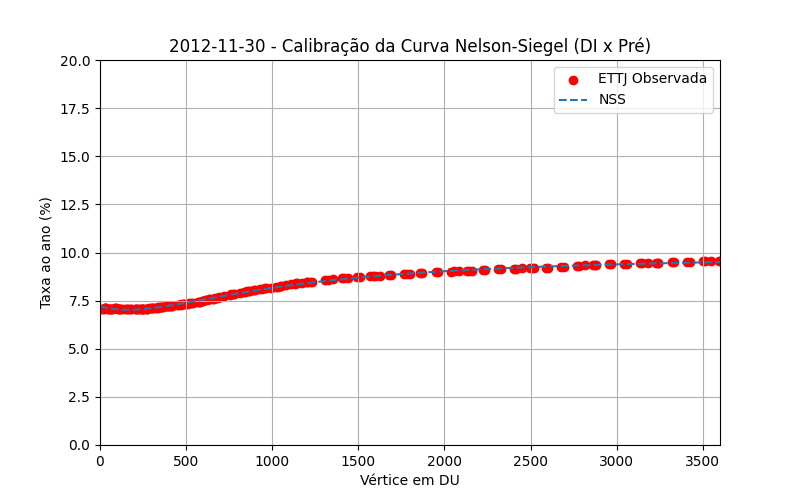 2012-11-30 - Calibração da Curva Nelson-Siegel (DI x Pré)
ETTJ Observada
NSS
Taxa ao ano (%)
20.0
17.5
15.0
12.5
10.0
7.5
5.0
2.5
0.0
0 500 1000 1500 2000 2500 3000 3500
Vértice em DU